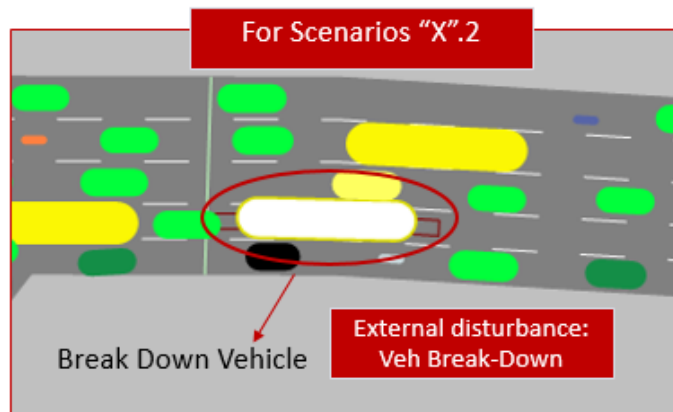 For Scenarios “X”.2
Break Down Vehicle
External disturbance:
Veh Break-Down